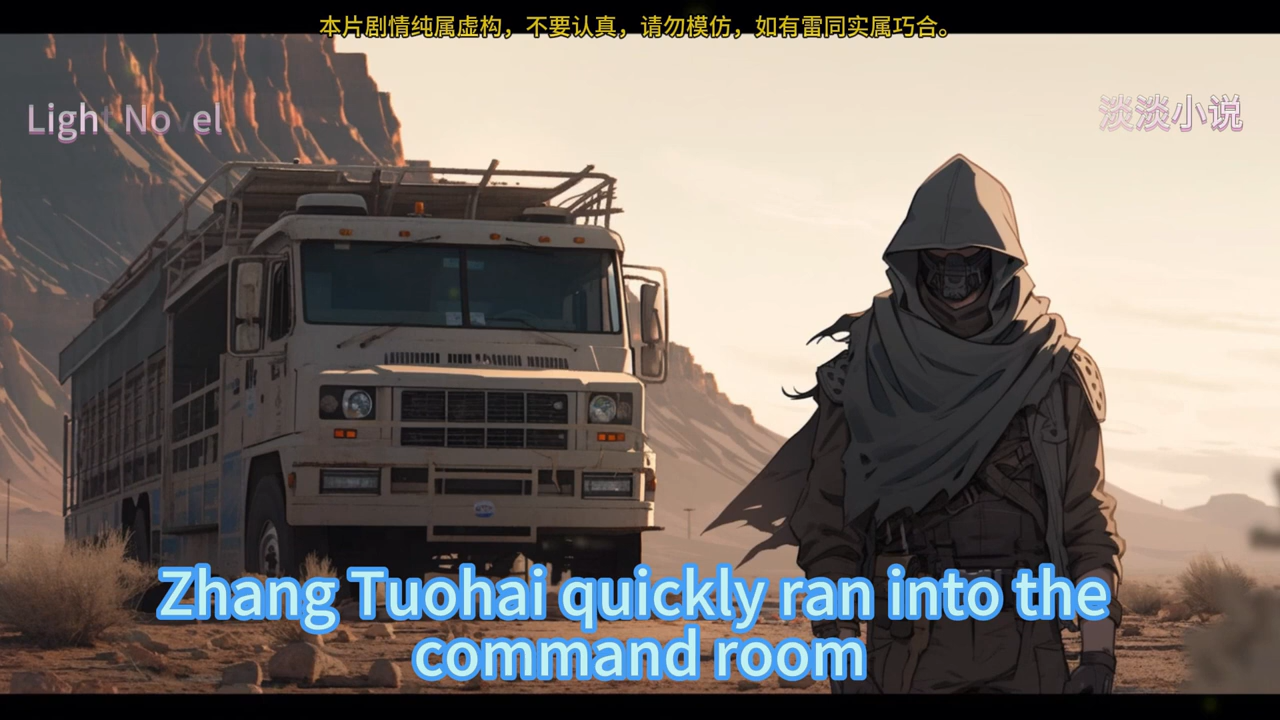 本片剧情纯属虚构，不要认真，请勿模仿，如有雷同实属巧合。
Light Novel
淡淡小说
Zhang Tuohai quickly ran into the
command room